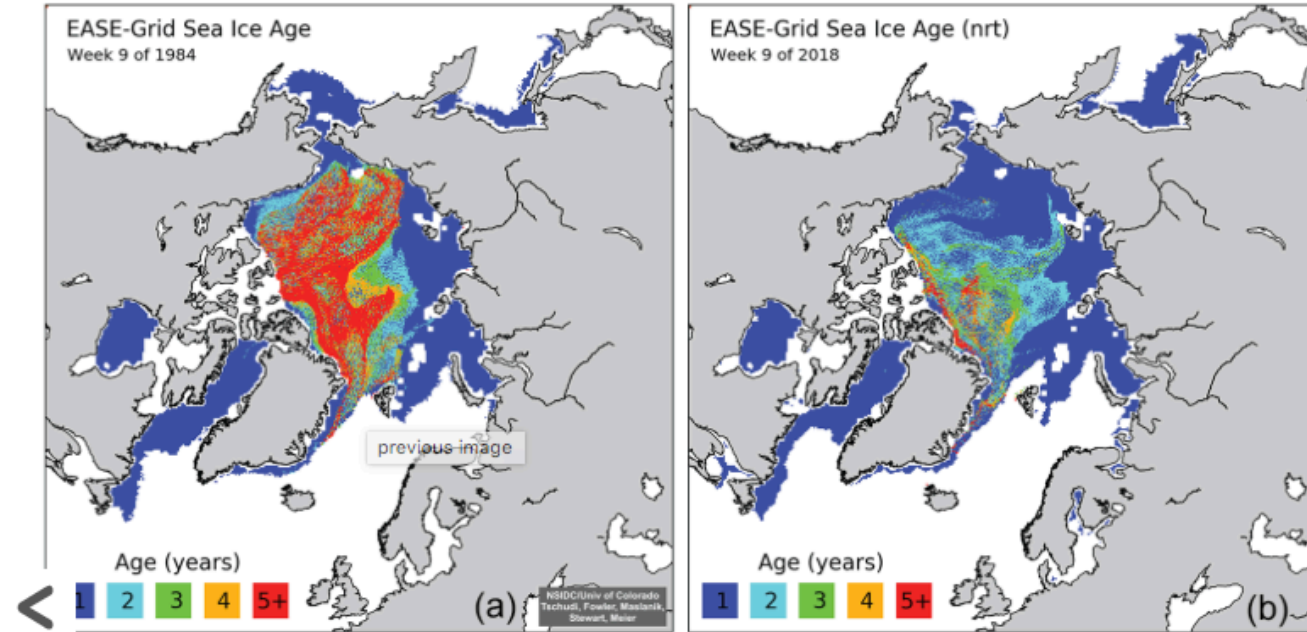 EASE-Grid Sea Ice Age
Week 9 of 1984
previous image
Age (years)
1 2 3 4 5+
(a)
NSIDC/Univ of Colorado
Tschudi, Fowler, Maslanik,
Stewart, Meier
EASE-Grid Sea Ice Age (nrt)
Week 9 of 2018
Age (years)
1 2 3 4 5+
(b)